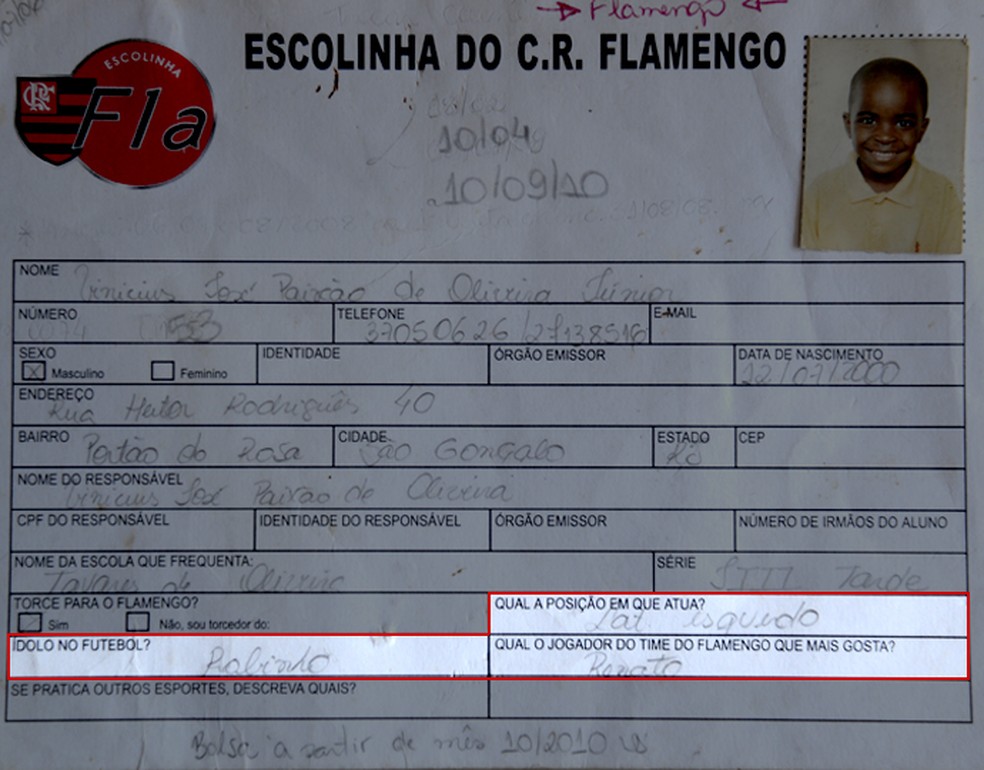 → Flamengo ←
ESCOLINHA DO C.R. FLAMENGO
ESCOLINHA
Fla
10/04
10/09/10
NOME
Vinicius José Paixão de Oliveira Júnior
NÚMERO 53 TELEFONE 37050626 / 27138516 E-MAIL
SEXO IDENTIDADE ÓRGÃO EMISSOR DATA DE NASCIMENTO
X Masculino Feminino 12/07/2000
ENDEREÇO
Rua Heitor Rodrigues 40
BAIRRO Portão do Rosa CIDADE São Gonçalo ESTADO RJ CEP
NOME DO RESPONSÁVEL
Vinicius José Paixão de Oliveira
CPF DO RESPONSÁVEL IDENTIDADE DO RESPONSÁVEL ÓRGÃO EMISSOR NÚMERO DE IRMÃOS DO ALUNO
NOME DA ESCOLA QUE FREQUENTA: SÉRIE
Tavares de Oliveira Tarde
TORCE PARA O FLAMENGO? QUAL A POSIÇÃO EM QUE ATUA?
Sim Não, sou torcedor do: Lat esquedo
ÍDOLO NO FUTEBOL? QUAL O JOGADOR DO TIME DO FLAMENGO QUE MAIS GOSTA?
Robinho Renato
SE PRATICA OUTROS ESPORTES, DESCREVA QUAIS?
Bolsa a partir de mês 10/2010